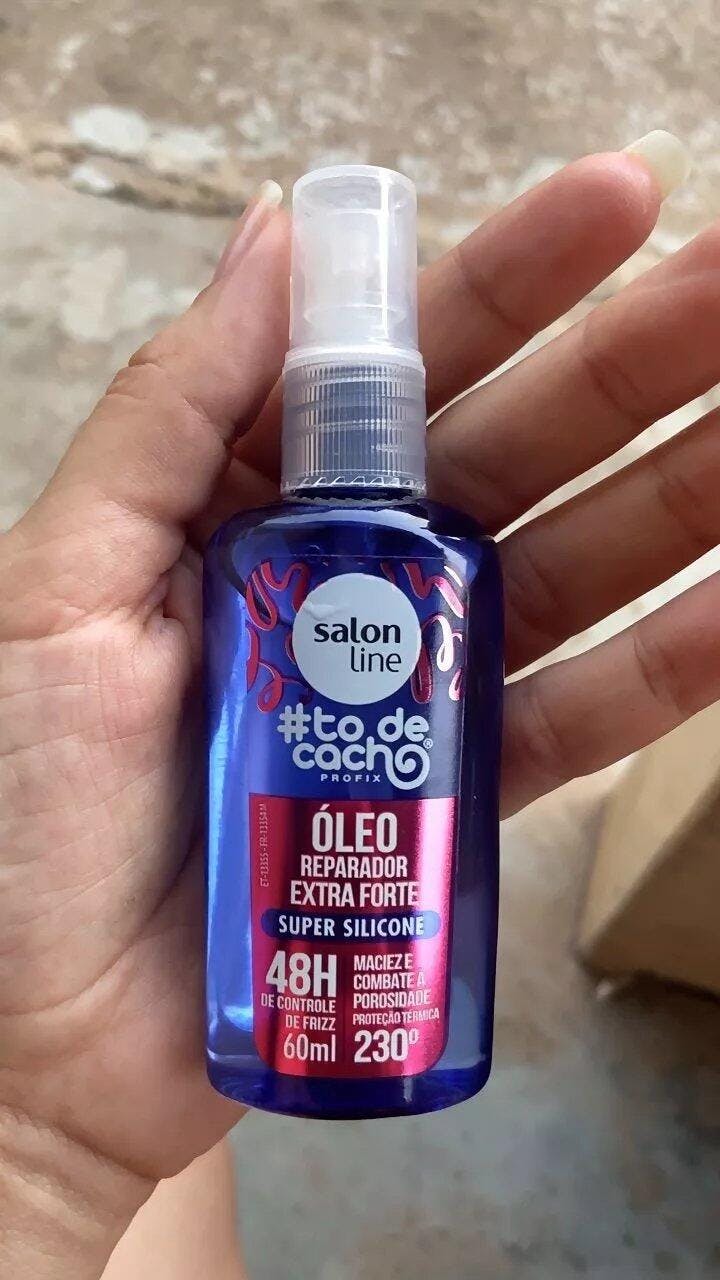 salon
line
#to de
cacho®
PROFIX
ÓLEO
REPARADOR
EXTRA FORTE
SUPER SILICONE
48H
DE CONTROLE
DE FRIZZ
60ml
MACIEZ E
COMBATE À
POROSIDADE
PROTEÇÃO TÉRMICA
230º